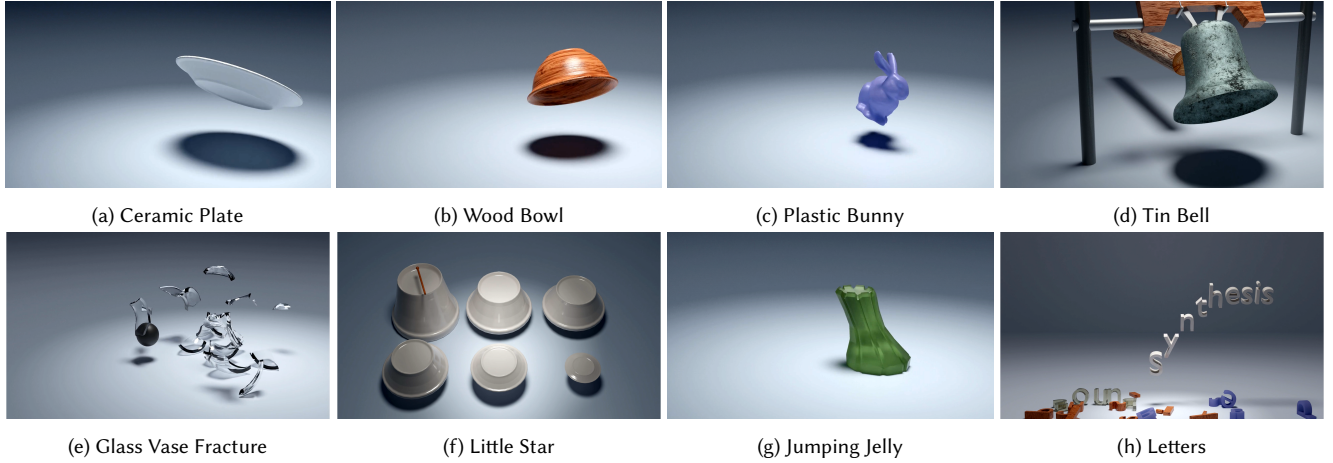 (a) Ceramic Plate
(b) Wood Bowl
(c) Plastic Bunny
(d) Tin Bell
synthesis
(e) Glass Vase Fracture
(f) Little Star
(g) Jumping Jelly
(h) Letters